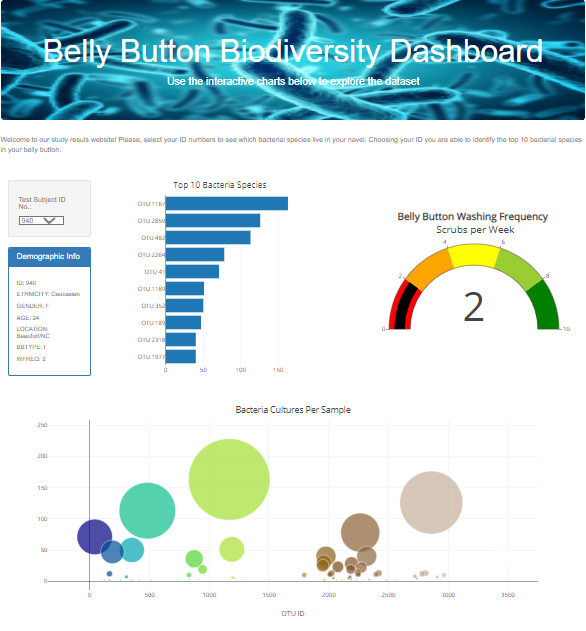 Belly Button Biodiversity Dashboard
Use the interactive charts below to explore the dataset
Welcome to our study resuls website! Please, select your ID numbers to see which bacterial species live in your navel. Choosing your ID you are able to identify the top 10 bacterial species
in your belly button.
Test Subject ID
No.:
940
Demographic Info
ID: 940
ETHNICITY: Caucasian
GENDER: F
AGE: 24
LOCATION:
Beaufort/NC
BBTYPE: I
WFREQ: 2
Top 10 Bacteria Species
OTU 1167
OTU 2859
OTU 482
OTU 2264
OTU 41
OTU 1189
OTU 352
OTU 189
OTU 2318
OTU 1977
0 50 100 150
Belly Button Washing Frequency
Scrubs per Week
4 6
2 8
2
0 10
Bacteria Cultures Per Sample
250
200
150
100
50
0
0 500 1000 1500 2000 2500 3000 3500
OTU ID